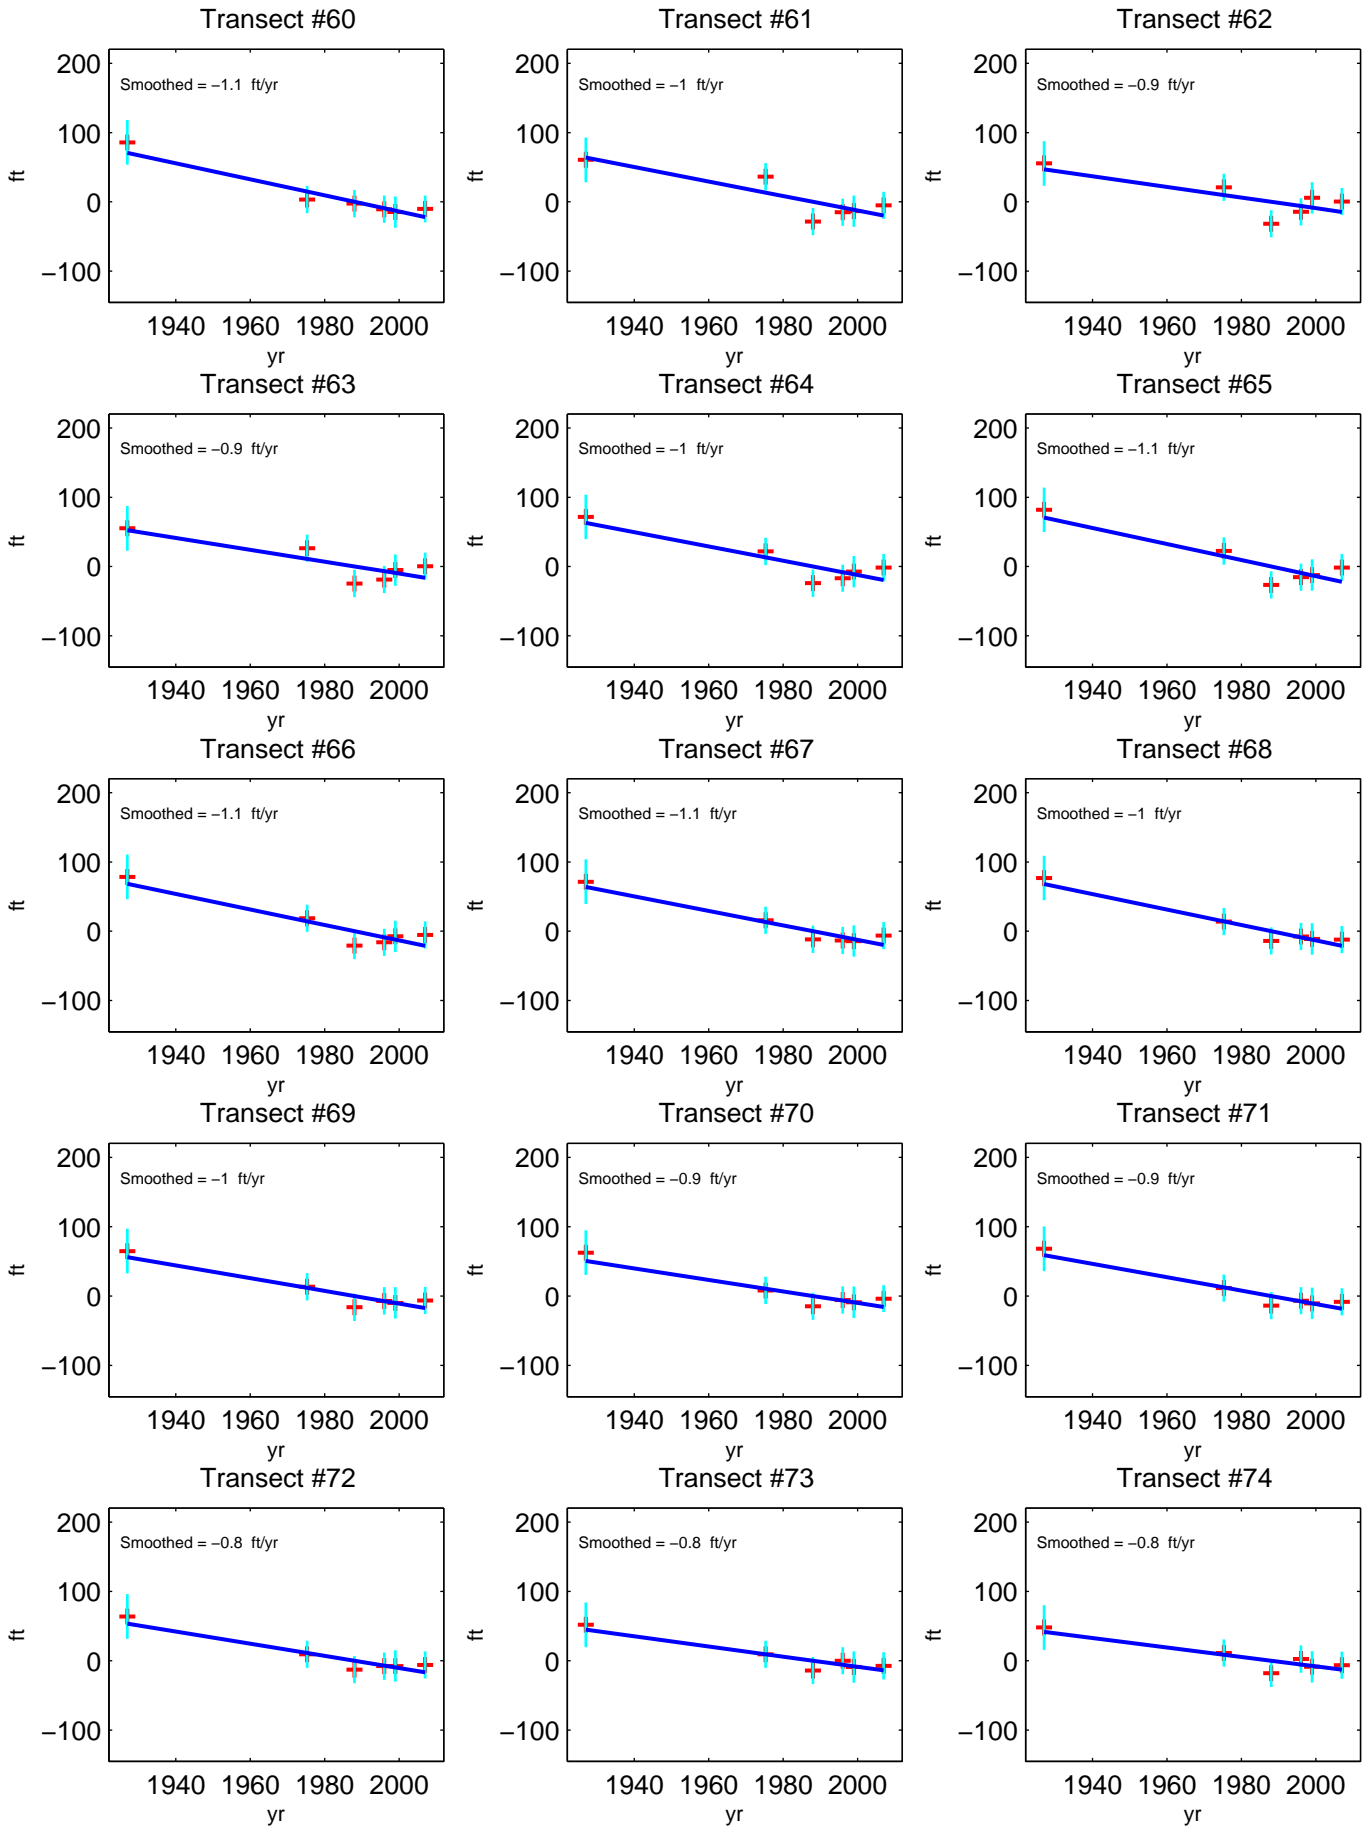 Transect #60
Transect #61
Transect #62
200
100
0
−100
ft
Smoothed = −1.1 ft/yr
1940 1960 1980 2000
yr
200
100
0
−100
ft
Smoothed = −1 ft/yr
1940 1960 1980 2000
yr
200
100
0
−100
ft
Smoothed = −0.9 ft/yr
1940 1960 1980 2000
yr
Transect #63
Transect #64
Transect #65
200
100
0
−100
ft
Smoothed = −0.9 ft/yr
1940 1960 1980 2000
yr
200
100
0
−100
ft
Smoothed = −1 ft/yr
1940 1960 1980 2000
yr
200
100
0
−100
ft
Smoothed = −1.1 ft/yr
1940 1960 1980 2000
yr
Transect #66
Transect #67
Transect #68
200
100
0
−100
ft
Smoothed = −1.1 ft/yr
1940 1960 1980 2000
yr
200
100
0
−100
ft
Smoothed = −1.1 ft/yr
1940 1960 1980 2000
yr
200
100
0
−100
ft
Smoothed = −1 ft/yr
1940 1960 1980 2000
yr
Transect #69
Transect #70
Transect #71
200
100
0
−100
ft
Smoothed = −1 ft/yr
1940 1960 1980 2000
yr
200
100
0
−100
ft
Smoothed = −0.9 ft/yr
1940 1960 1980 2000
yr
200
100
0
−100
ft
Smoothed = −0.9 ft/yr
1940 1960 1980 2000
yr
Transect #72
Transect #73
Transect #74
200
100
0
−100
ft
Smoothed = −0.8 ft/yr
1940 1960 1980 2000
yr
200
100
0
−100
ft
Smoothed = −0.8 ft/yr
1940 1960 1980 2000
yr
200
100
0
−100
ft
Smoothed = −0.8 ft/yr
1940 1960 1980 2000
yr